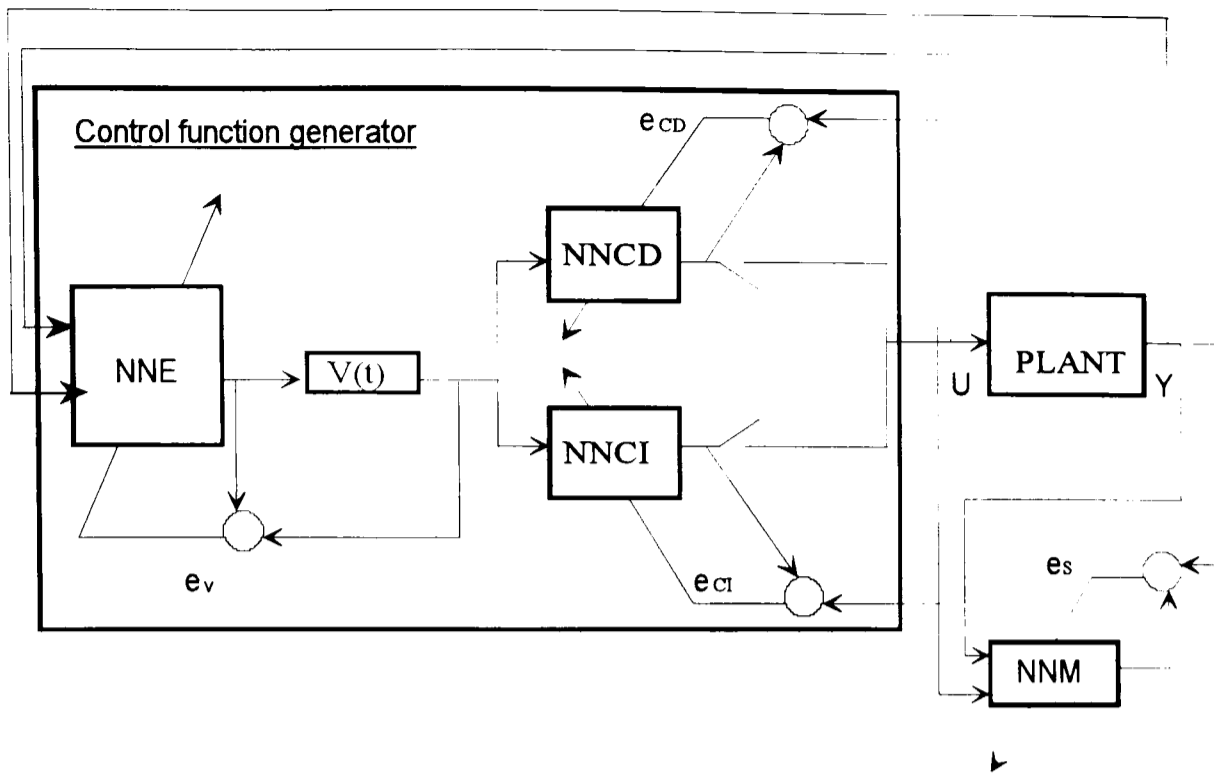 Control function generator
e CD
NNCD
NNE
V(t)
PLANT
U
Y
NNCI
e v
e CI
e s
NNM